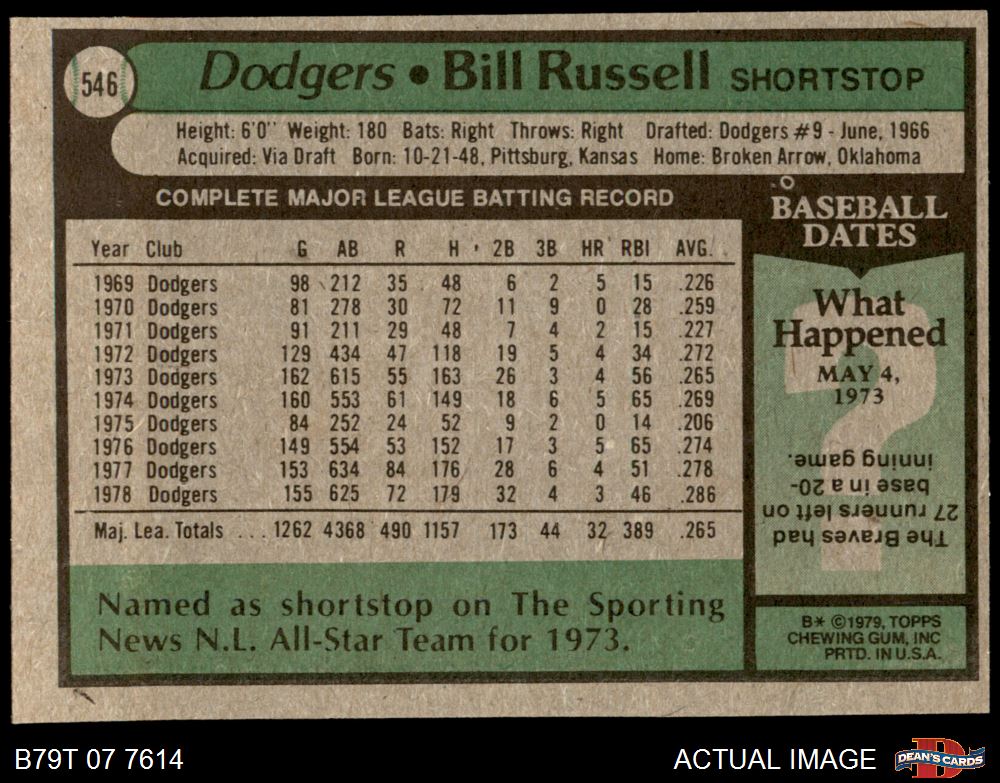 546
Dodgers • Bill Russell SHORTSTOP
Height: 6'0" Weight: 180 Bats: Right Throws: Right Drafted: Dodgers #9 - June, 1966
Acquired: Via Draft Born: 10-21-48, Pittsburg, Kansas Home: Broken Arrow, Oklahoma
COMPLETE MAJOR LEAGUE BATTING RECORD
Year Club G AB R H 2B 3B HR RBI AVG.
1969 Dodgers 98 212 35 48 6 2 5 15 .226
1970 Dodgers 81 278 30 72 11 9 0 28 .259
1971 Dodgers 91 211 29 48 7 4 2 15 .227
1972 Dodgers 129 434 47 118 19 5 4 34 .272
1973 Dodgers 162 615 55 163 26 3 4 56 .265
1974 Dodgers 160 553 61 149 18 6 5 65 .269
1975 Dodgers 84 252 24 52 9 2 0 14 .206
1976 Dodgers 149 554 53 152 17 3 5 65 .274
1977 Dodgers 153 634 84 176 28 6 4 51 .278
1978 Dodgers 155 625 72 179 32 4 3 46 .286
Maj. Lea. Totals ... 1262 4368 490 1157 173 44 32 389 .265
Named as shortstop on The Sporting
News N.L. All-Star Team for 1973.
BASEBALL
DATES
What
Happened
MAY 4,
1973
?
The Braves had
27 runners left on
base in a 20-
inning game.
B* ©1979, TOPPS
CHEWING GUM, INC
PRTD. IN U.S.A.
B79T 07 7614
ACTUAL IMAGE
D
DEAN'S CARDS